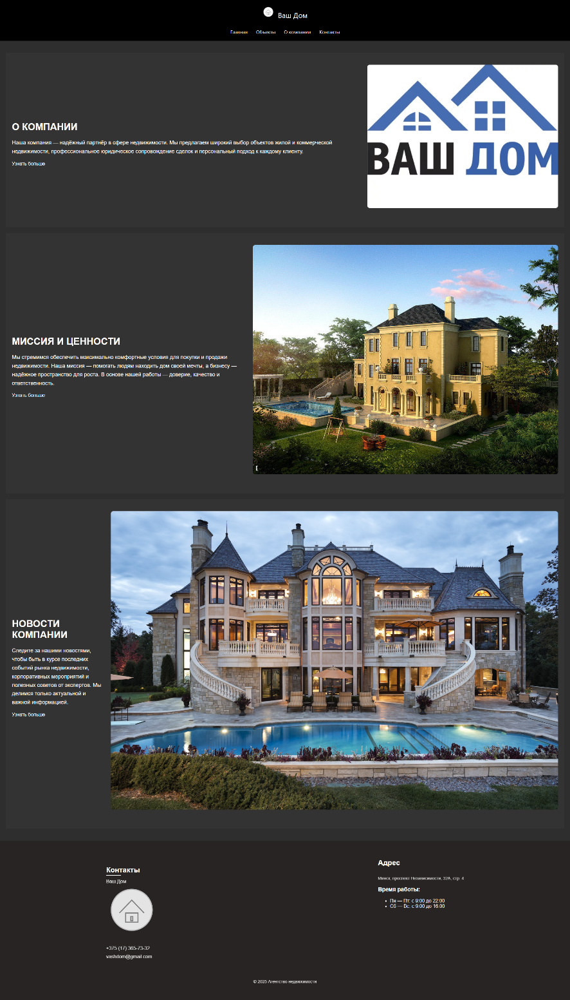 Ваш Дом
Главная Объекты О компании Контакты
О КОМПАНИИ
Наша компания — надёжный партнёр в сфере недвижимости. Мы предлагаем широкий выбор объектов жилой и коммерческой
недвижимости, профессиональное юридическое сопровождение сделок и персональный подход к каждому клиенту.
Узнать больше
ВАШ ДОМ
МИССИЯ И ЦЕННОСТИ
Мы стремимся обеспечить максимально комфортные условия для покупки и продажи
недвижимости. Наша миссия — помогать людям находить дом своей мечты, а бизнесу —
надёжное пространство для роста. В основе нашей работы — доверие, качество и
ответственность.
Узнать больше
НОВОСТИ
КОМПАНИИ
Следите за нашими новостями,
чтобы быть в курсе последних
событий рынка недвижимости,
корпоративных мероприятий и
полезных советов от экспертов. Мы
делимся только актуальной и
важной информацией.
Узнать больше
Контакты
Ваш Дом
+375 (17) 365-73-32
vashdom@gmail.com
Адрес
Минск, проспект Независимости, 32А, стр. 4
Время работы:
Пн — Пт: с 9:00 до 22:00
Сб — Вс: с 9:00 до 16:00
© 2025 Агентство недвижимости